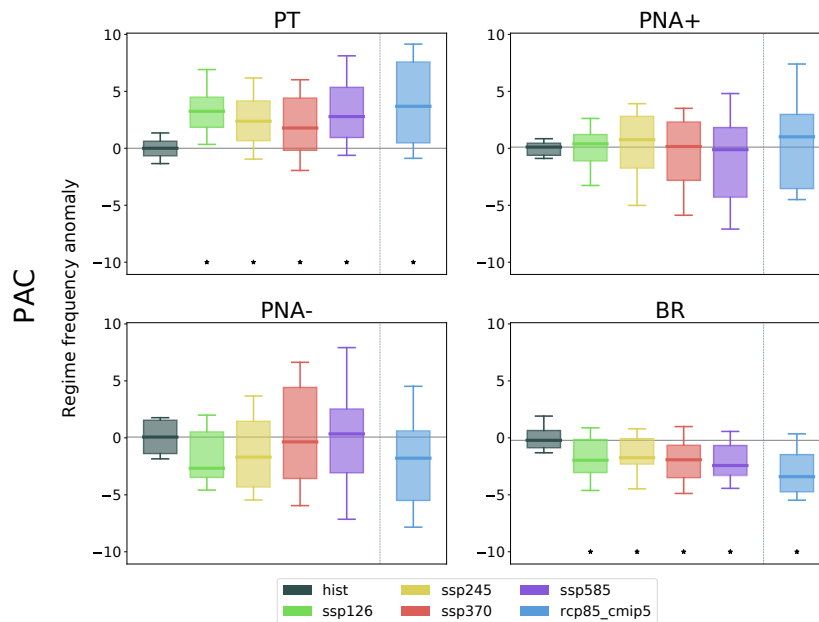 PT
PNA+
10
5
0
−5
−10
10
5
0
−5
−10
* * * * *
PAC
Regime frequency anomaly
PNA-
BR
10
5
0
−5
−10
10
5
0
−5
−10
* * * * *
hist
ssp245
ssp585
ssp126
ssp370
rcp85_cmip5